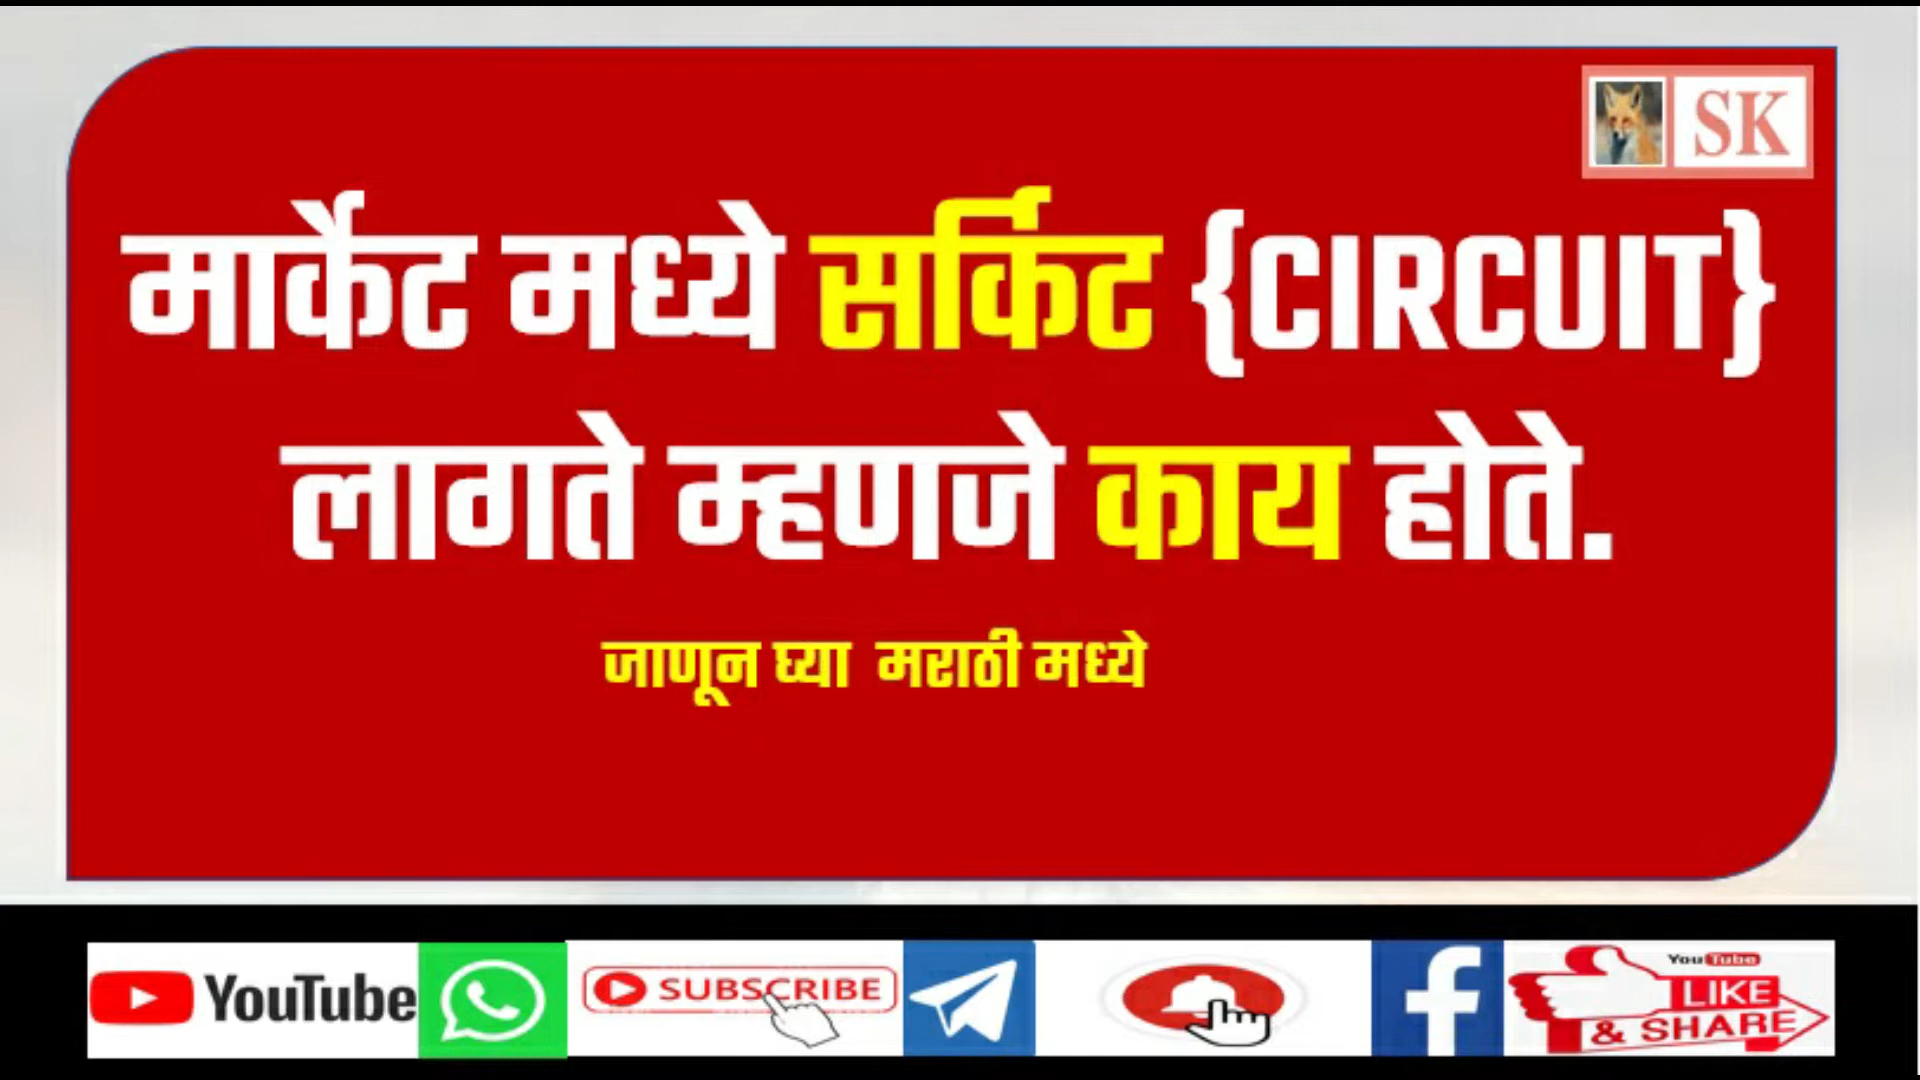 SK
मार्केट मध्ये सर्किट {CIRCUIT}
लागते म्हणजे काय होते.
जाणून घ्या मराठी मध्ये
YouTube
SUBSCRIBE
YouTube
LIKE
& SHARE